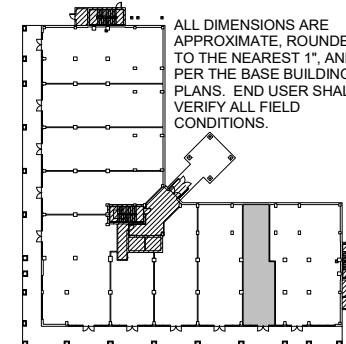 ALL DIMENSIONS ARE
APPROXIMATE, ROUNDE
TO THE NEAREST 1", AN
PER THE BASE BUILDING
PLANS. END USER SHAL
VERIFY ALL FIELD
CONDITIONS.